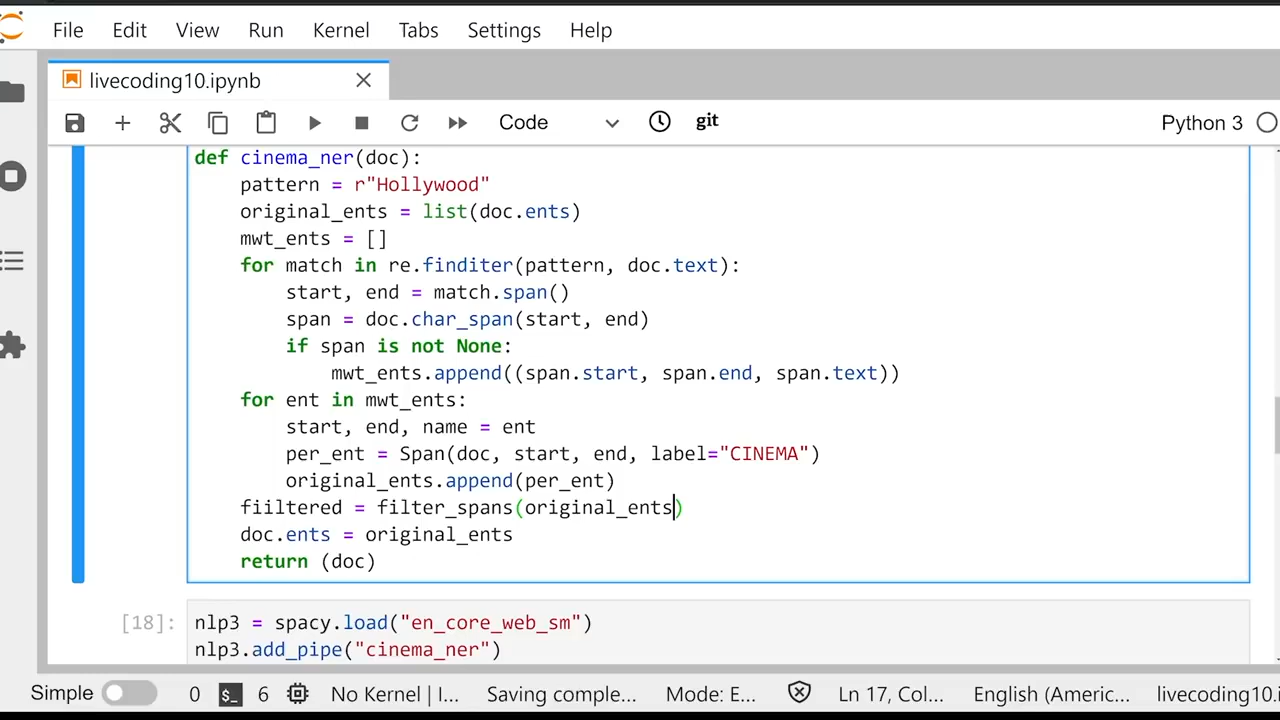 File Edit View Run Kernel Tabs Settings Help
livecoding10.ipynb
Code git Python 3
def cinema_ner(doc):
    pattern = r"Hollywood"
    original_ents = list(doc.ents)
    mwt_ents = []
    for match in re.finditer(pattern, doc.text):
        start, end = match.span()
        span = doc.char_span(start, end)
        if span is not None:
            mwt_ents.append((span.start, span.end, span.text))
    for ent in mwt_ents:
        start, end, name = ent
        per_ent = Span(doc, start, end, label="CINEMA")
        original_ents.append(per_ent)
    fiiltered = filter_spans(original_ents)
    doc.ents = original_ents
    return (doc)
[18]: nlp3 = spacy.load("en_core_web_sm")
nlp3.add_pipe("cinema_ner")
Simple 0 $_ 6 No Kernel | I... Saving comple... Mode: E... Ln 17, Col... English (Americ... livecoding10.i